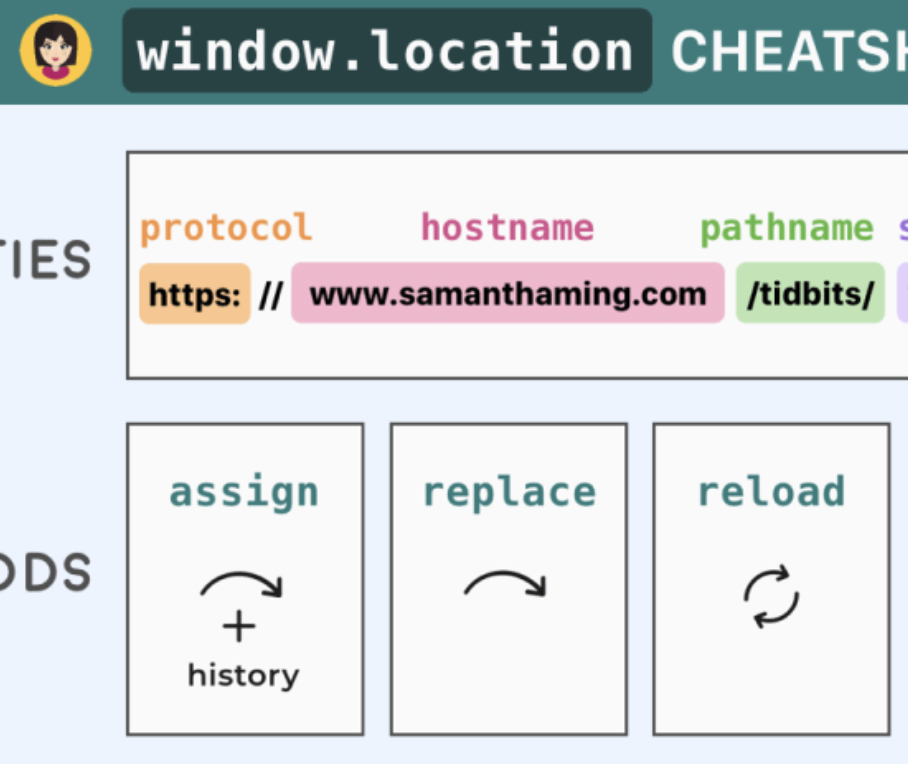 window.location CHEATSH
TIES
protocol hostname pathname s
https: // www.samanthaming.com /tidbits/
ODS
assign replace reload
+
history